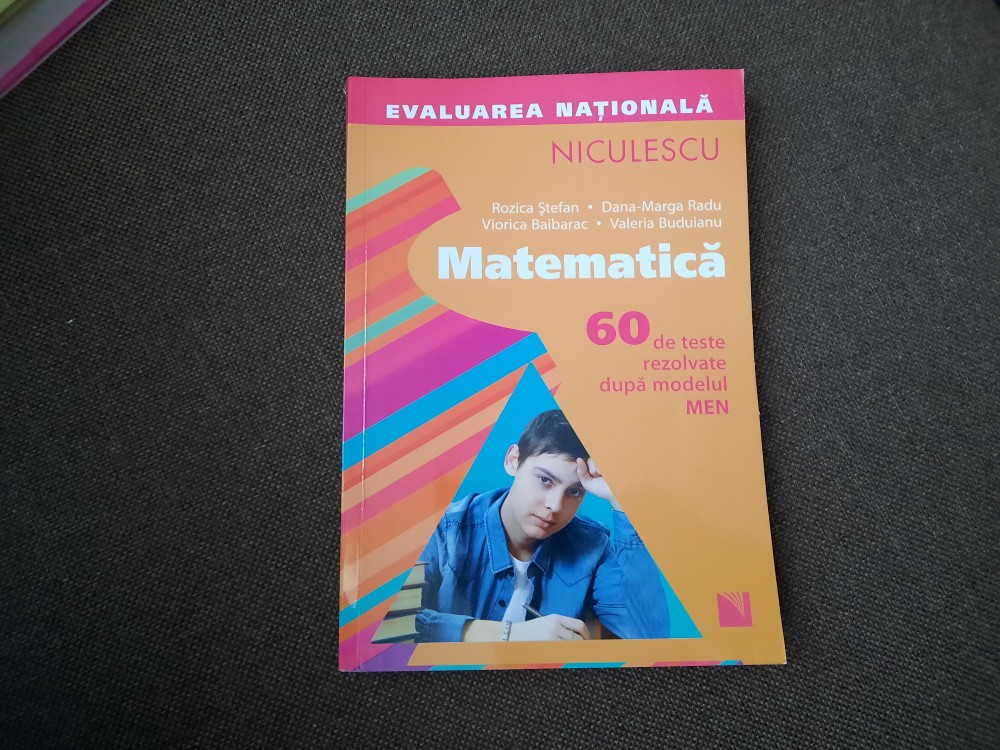 EVALUAREA NAȚIONALĂ
NICULESCU
Rozica Ștefan • Dana-Marga Radu
Viorica Baibarac • Valeria Buduianu
Matematică
60 de teste
rezolvate
după modelul
MEN